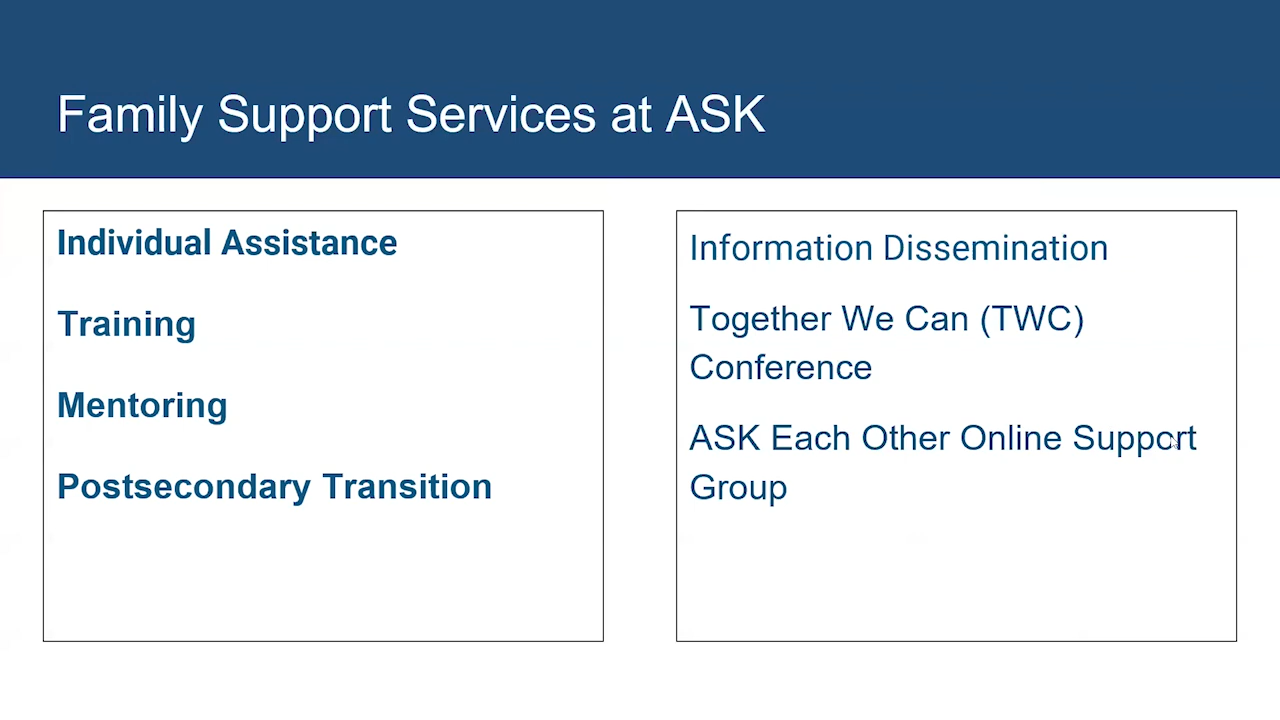 Family Support Services at ASK
Individual Assistance
Training
Mentoring
Postsecondary Transition
Information Dissemination
Together We Can (TWC)
Conference
ASK Each Other Online Support
Group